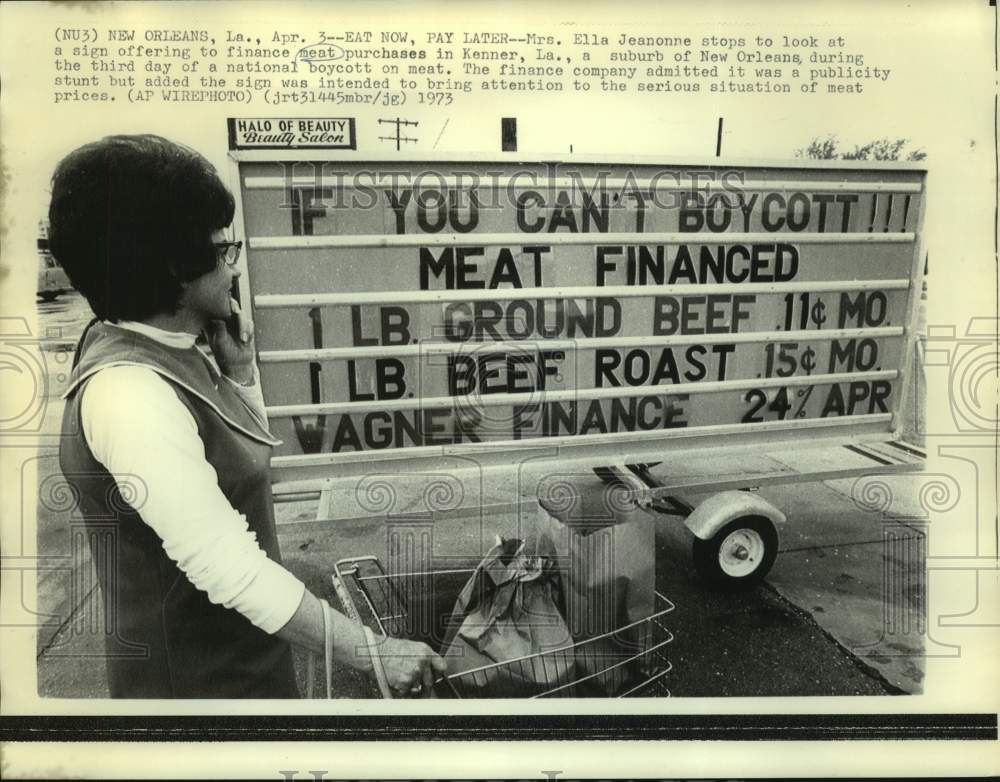 (NU3) NEW ORLEANS, La., Apr. 3--EAT NOW, PAY LATER--Mrs. Ella Jeanonne stops to look at
a sign offering to finance meat purchases in Kenner, La., a suburb of New Orleans, during
the third day of a national boycott on meat. The finance company admitted it was a publicity
stunt but added the sign was intended to bring attention to the serious situation of meat
prices. (AP WIREPHOTO) (jrt31445mbr/jg) 1973
HALO OF BEAUTY
Beauty Salon
HISTORIC IMAGES
IF YOU CAN'T BOYCOTT!!!
MEAT FINANCED
1 LB. GROUND BEEF .11¢ MO.
1 LB. BEEF ROAST .15¢ MO.
WAGNER FINANCE 24% APR